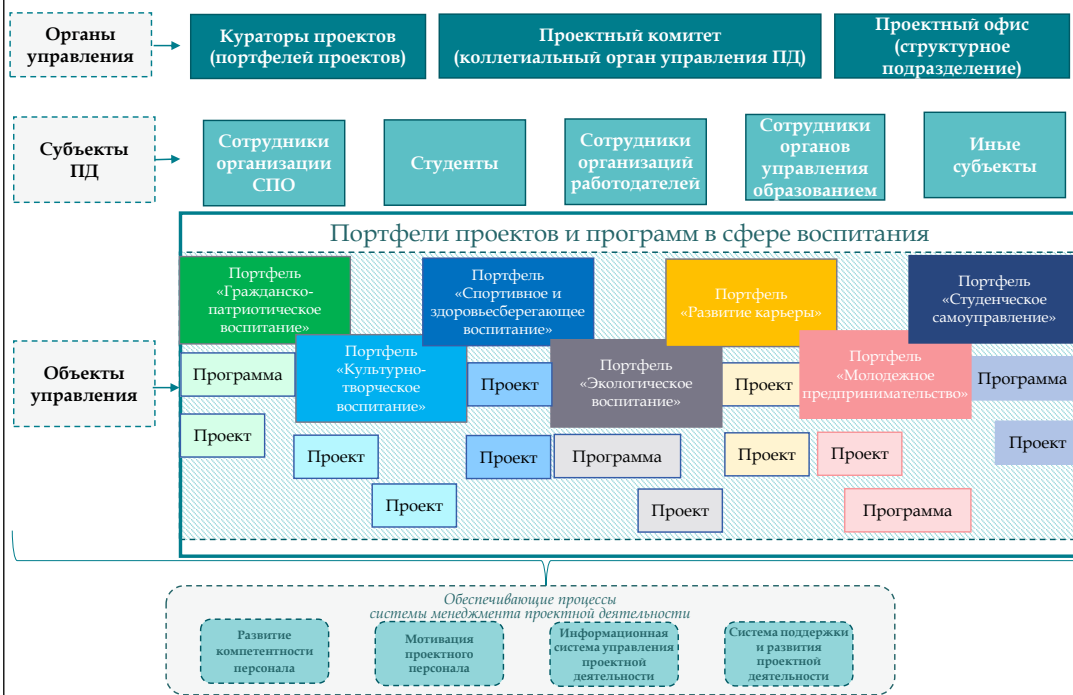 Органы
управления
Кураторы проектов
(портфелей проектов)
Проектный комитет
(коллегиальный орган управления ПД)
Проектный офис
(структурное
подразделение)
Субъекты
ПД
Сотрудники
организации
СПО
Студенты
Сотрудники
организаций
работодателей
Сотрудники
органов
управления
образованием
Иные
субъекты
Объекты
управления
Портфели проектов и программ в сфере воспитания
Портфель
«Гражданско-
патриотическое
воспитание»
Портфель
«Спортивное и
здоровьесберегающее
воспитание»
Портфель
«Развитие карьеры»
Портфель
«Студенческое
самоуправление»
Портфель
«Культурно-
творческое
воспитание»
Портфель
«Экологическое
воспитание»
Портфель
«Молодежное
предпринимательство»
Программа
Проект
Проект
Программа
Проект
Проект
Проект
Программа
Проект
Проект
Проект
Проект
Проект
Программа
Обеспечивающие процессы
системы менеджмента проектной деятельности
Развитие
компетентности
персонала
Мотивация
проектного
персонала
Информационная
система управления
проектной
деятельности
Система поддержки
и развития
проектной
деятельности